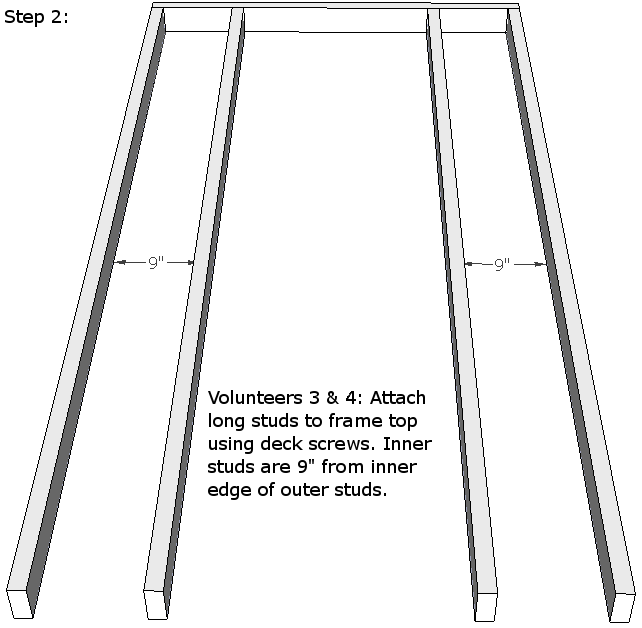 Step 2:
9"
9"
Volunteers 3 & 4: Attach
long studs to frame top
using deck screws. Inner
studs are 9" from inner
edge of outer studs.